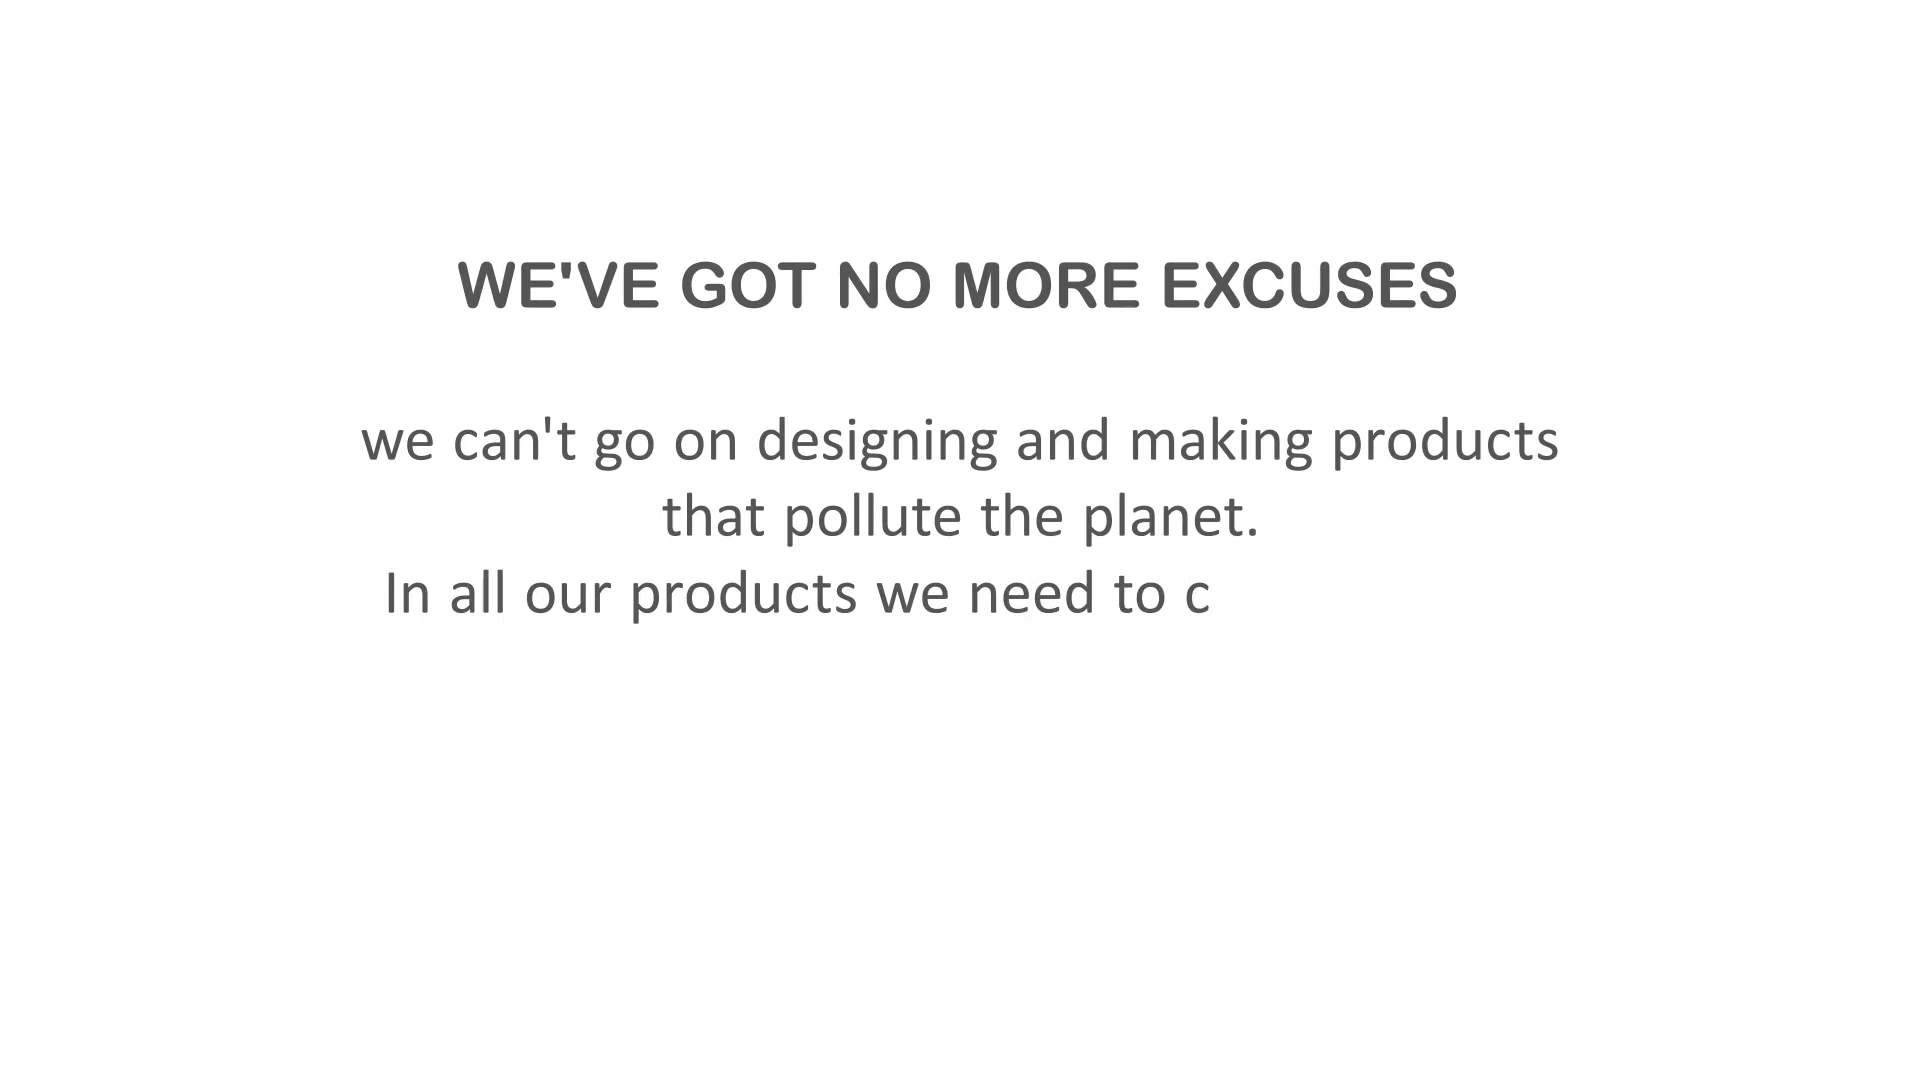 WE'VE GOT NO MORE EXCUSES
we can't go on designing and making products
that pollute the planet.
In all our products we need to c